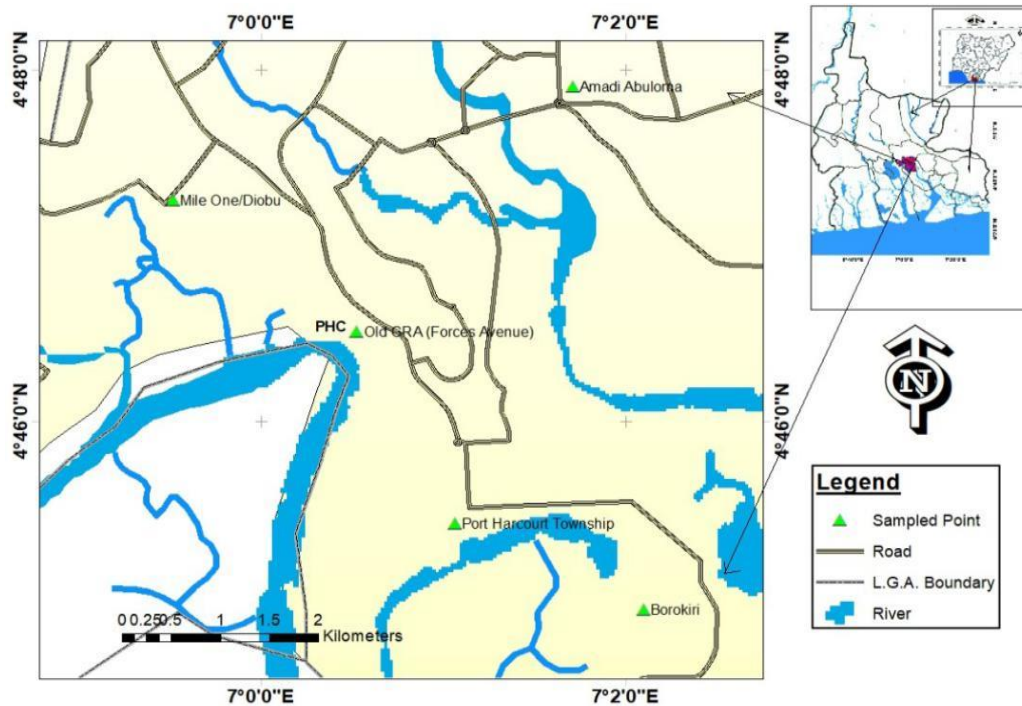 7°0'0"E 7°2'0"E
4°48'0"N
4°48'0"N
Amadi Abuloma
Mile One/Diobu
PHC Old GRA (Forces Avenue)
4°46'0"N
4°46'0"N
N
Port Harcourt Township
Borokiri
0 0.25 0.5 1 1.5 2
Kilometers
7°0'0"E 7°2'0"E
Legend
Sampled Point
Road
L.G.A. Boundary
River